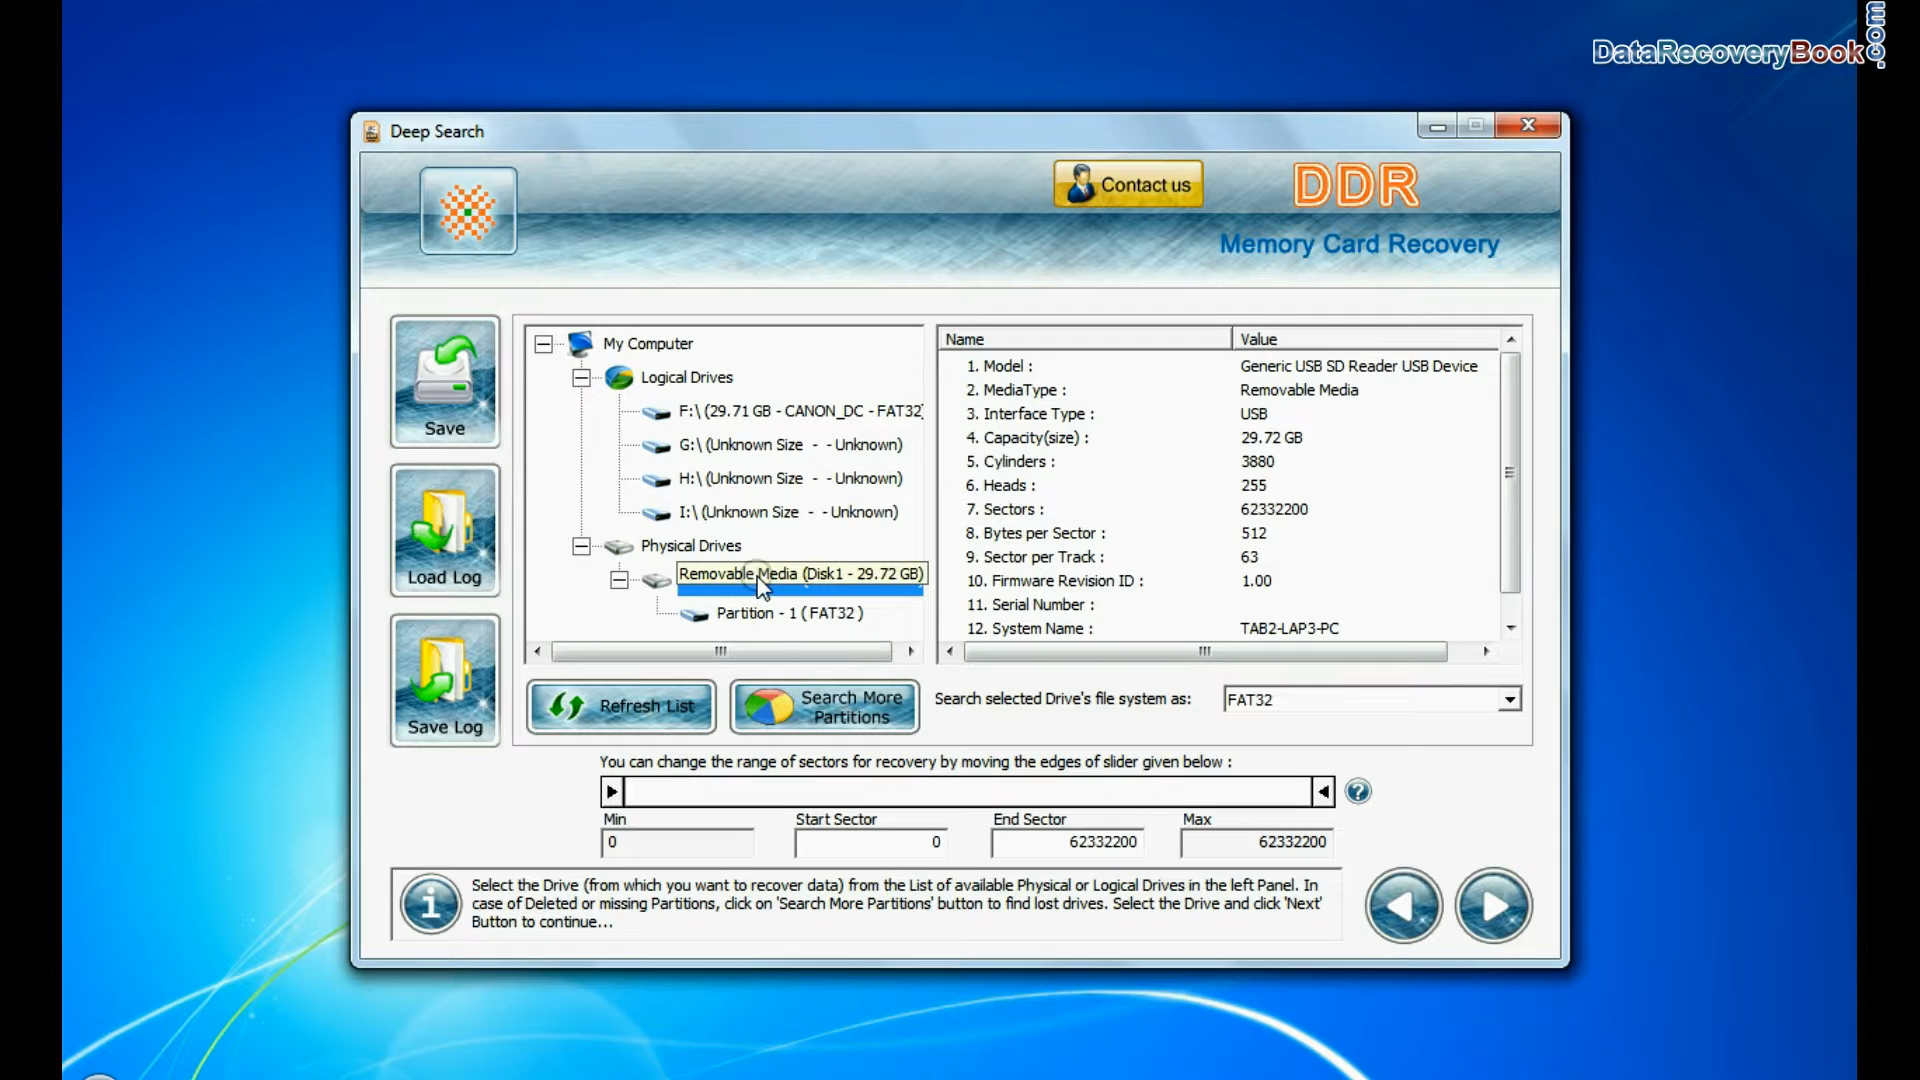 DataRecoveryBook.com
Deep Search
Contact us
DDR
Memory Card Recovery
Save
Load Log
Save Log
My Computer
Logical Drives
F:\ (29.71 GB - CANON_DC - FAT32)
G:\ (Unknown Size - - Unknown)
H:\ (Unknown Size - - Unknown)
I:\ (Unknown Size - - Unknown)
Physical Drives
Removable Media (Disk1 - 29.72 GB)
Partition - 1 ( FAT32 )
Name Value
1. Model : Generic USB SD Reader USB Device
2. MediaType : Removable Media
3. Interface Type : USB
4. Capacity(size) : 29.72 GB
5. Cylinders : 3880
6. Heads : 255
7. Sectors : 62332200
8. Bytes per Sector : 512
9. Sector per Track : 63
10. Firmware Revision ID : 1.00
11. Serial Number :
12. System Name : TAB2-LAP3-PC
Refresh List
Search More
Partitions
Search selected Drive's file system as: FAT32
You can change the range of sectors for recovery by moving the edges of slider given below :
Min Start Sector End Sector Max
0 0 62332200 62332200
Select the Drive (from which you want to recover data) from the List of available Physical or Logical Drives in the left Panel. In
case of Deleted or missing Partitions, click on 'Search More Partitions' button to find lost drives. Select the Drive and click 'Next'
Button to continue...